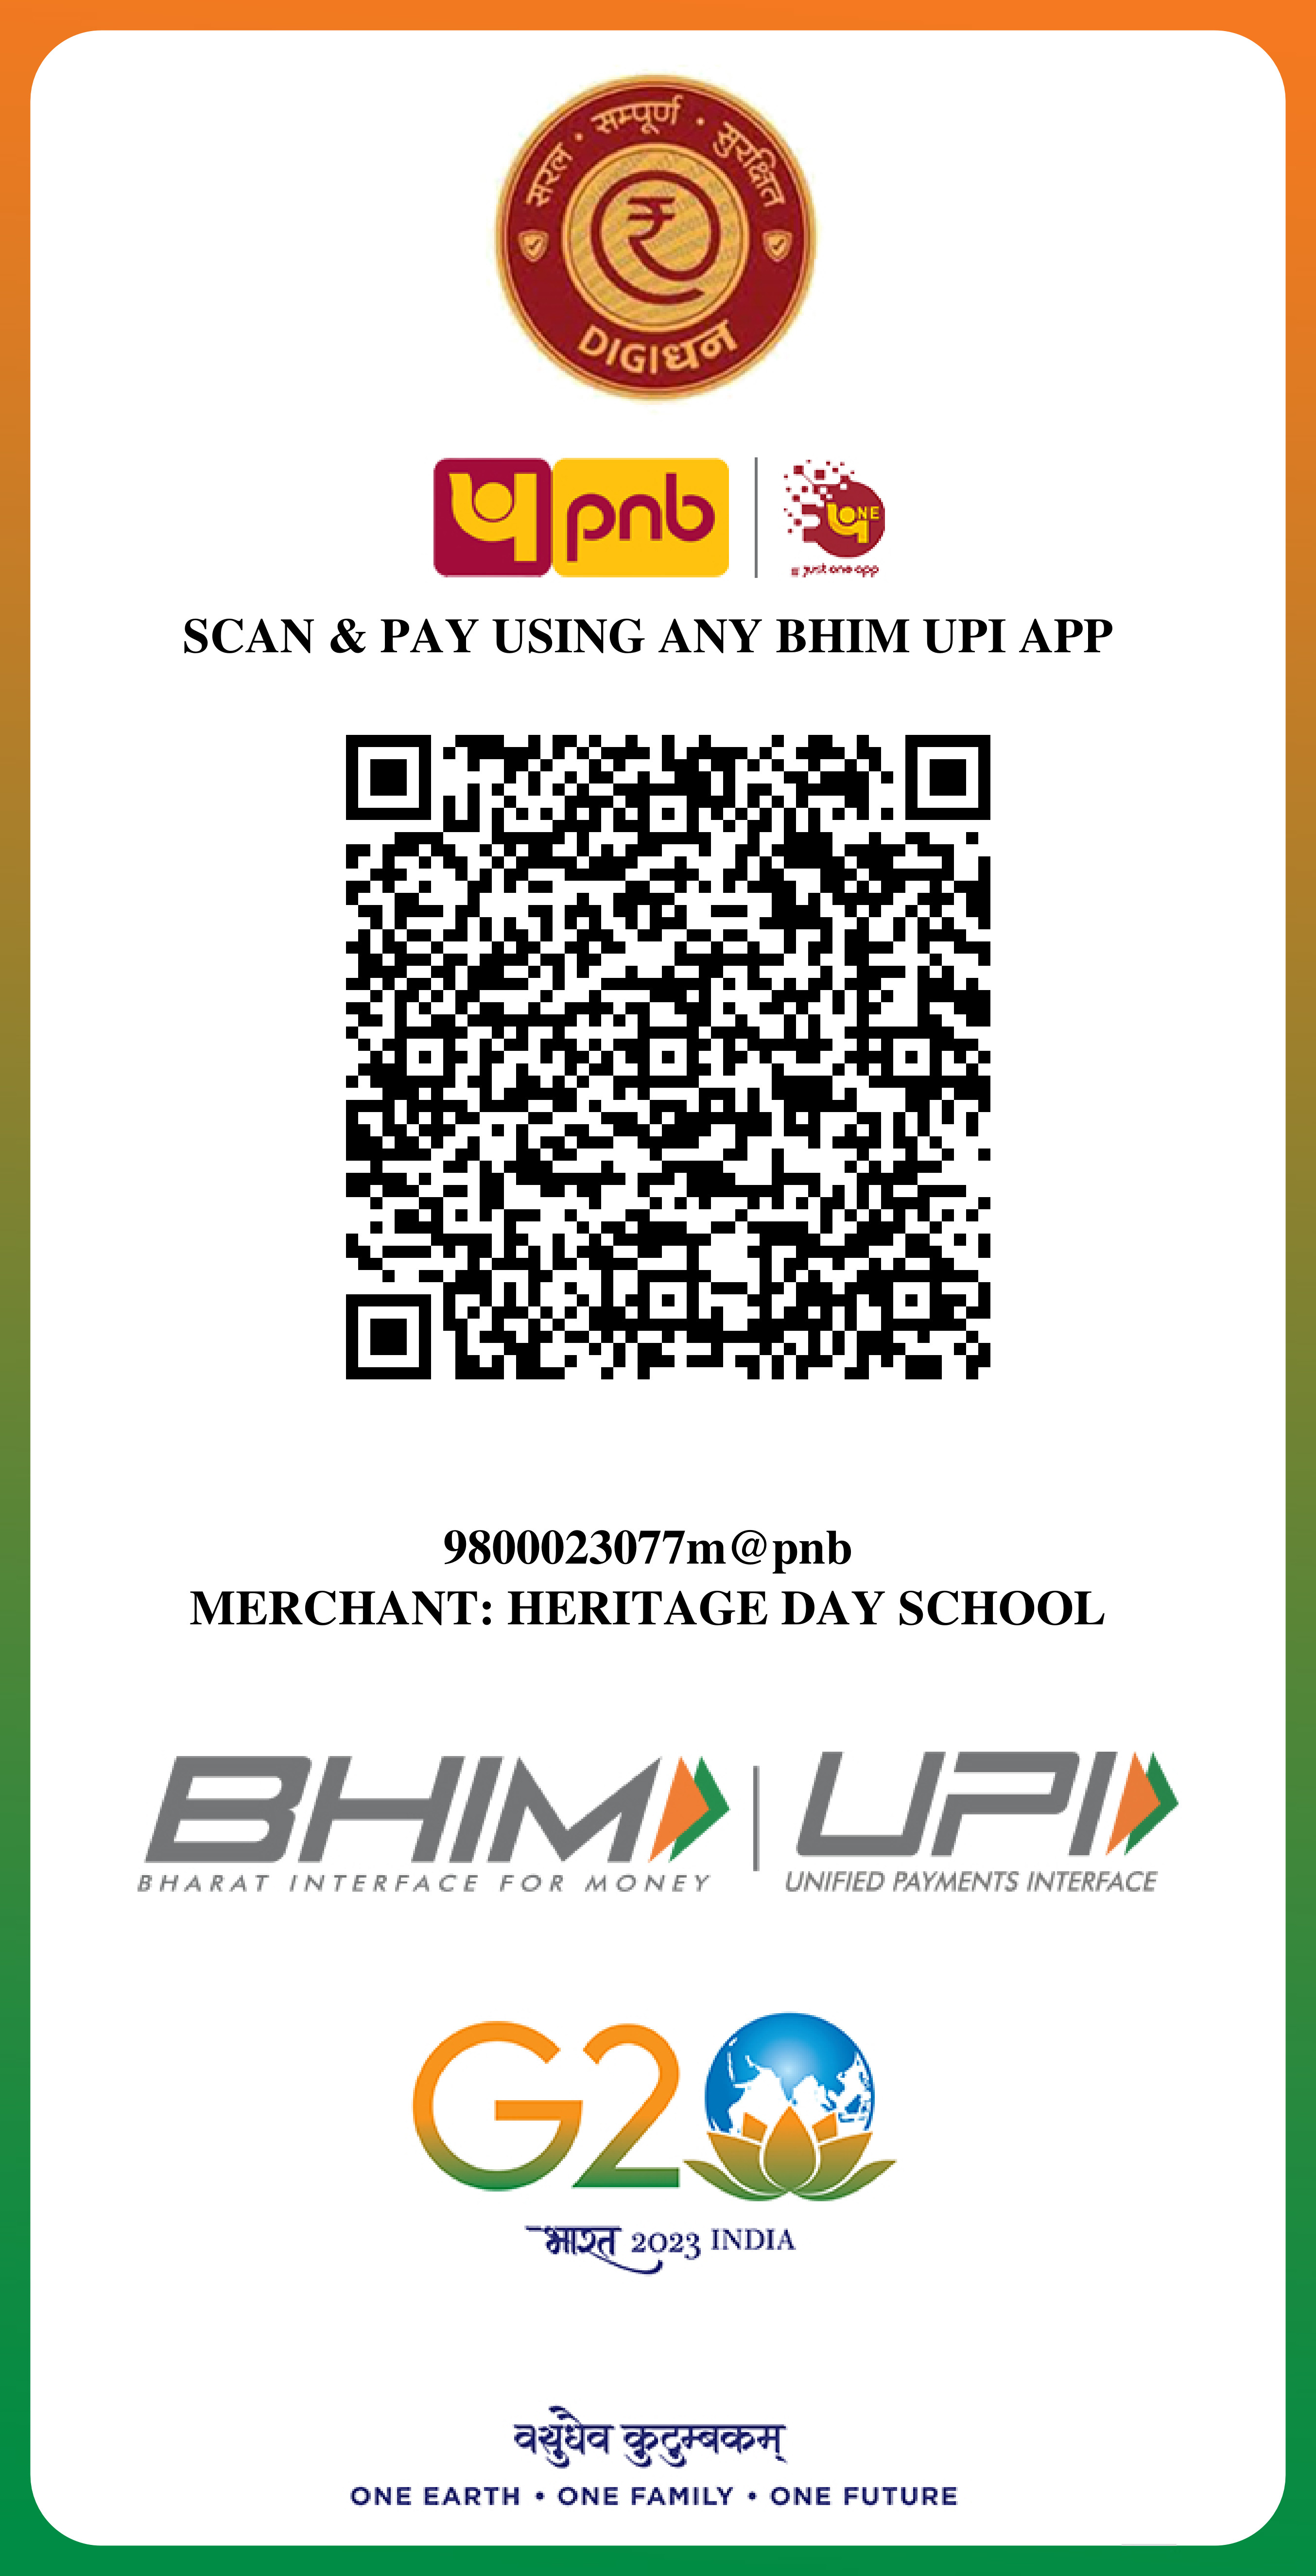 सरल • सम्पूर्ण • सुरक्षित
DIGIधन
pnb
ONE
# just one app
SCAN & PAY USING ANY BHIM UPI APP
9800023077m@pnb
MERCHANT: HERITAGE DAY SCHOOL
BHIM UPI
BHARAT INTERFACE FOR MONEY UNIFIED PAYMENTS INTERFACE
G20
भारत 2023 INDIA
वसुधैव कुटुम्बकम्
ONE EARTH • ONE FAMILY • ONE FUTURE